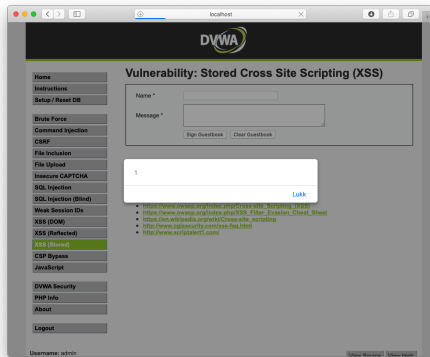 localhost
DVWA
Home
Instructions
Setup / Reset DB
Brute Force
Command Injection
CSRF
File Inclusion
File Upload
Insecure CAPTCHA
SQL Injection
SQL Injection (Blind)
Weak Session IDs
XSS (DOM)
XSS (Reflected)
XSS (Stored)
CSP Bypass
JavaScript
DVWA Security
PHP Info
About
Logout
Vulnerability: Stored Cross Site Scripting (XSS)
Name *
Message *
Sign Guestbook Clear Guestbook
1
Lukk
https://www.owasp.org/index.php/Cross-site_Scripting_(XSS)
https://www.owasp.org/index.php/XSS_Filter_Evasion_Cheat_Sheet
https://en.wikipedia.org/wiki/Cross-site_scripting
http://www.cgisecurity.com/xss-faq.html
http://www.scriptalert1.com/
Username: admin
View Source View Help